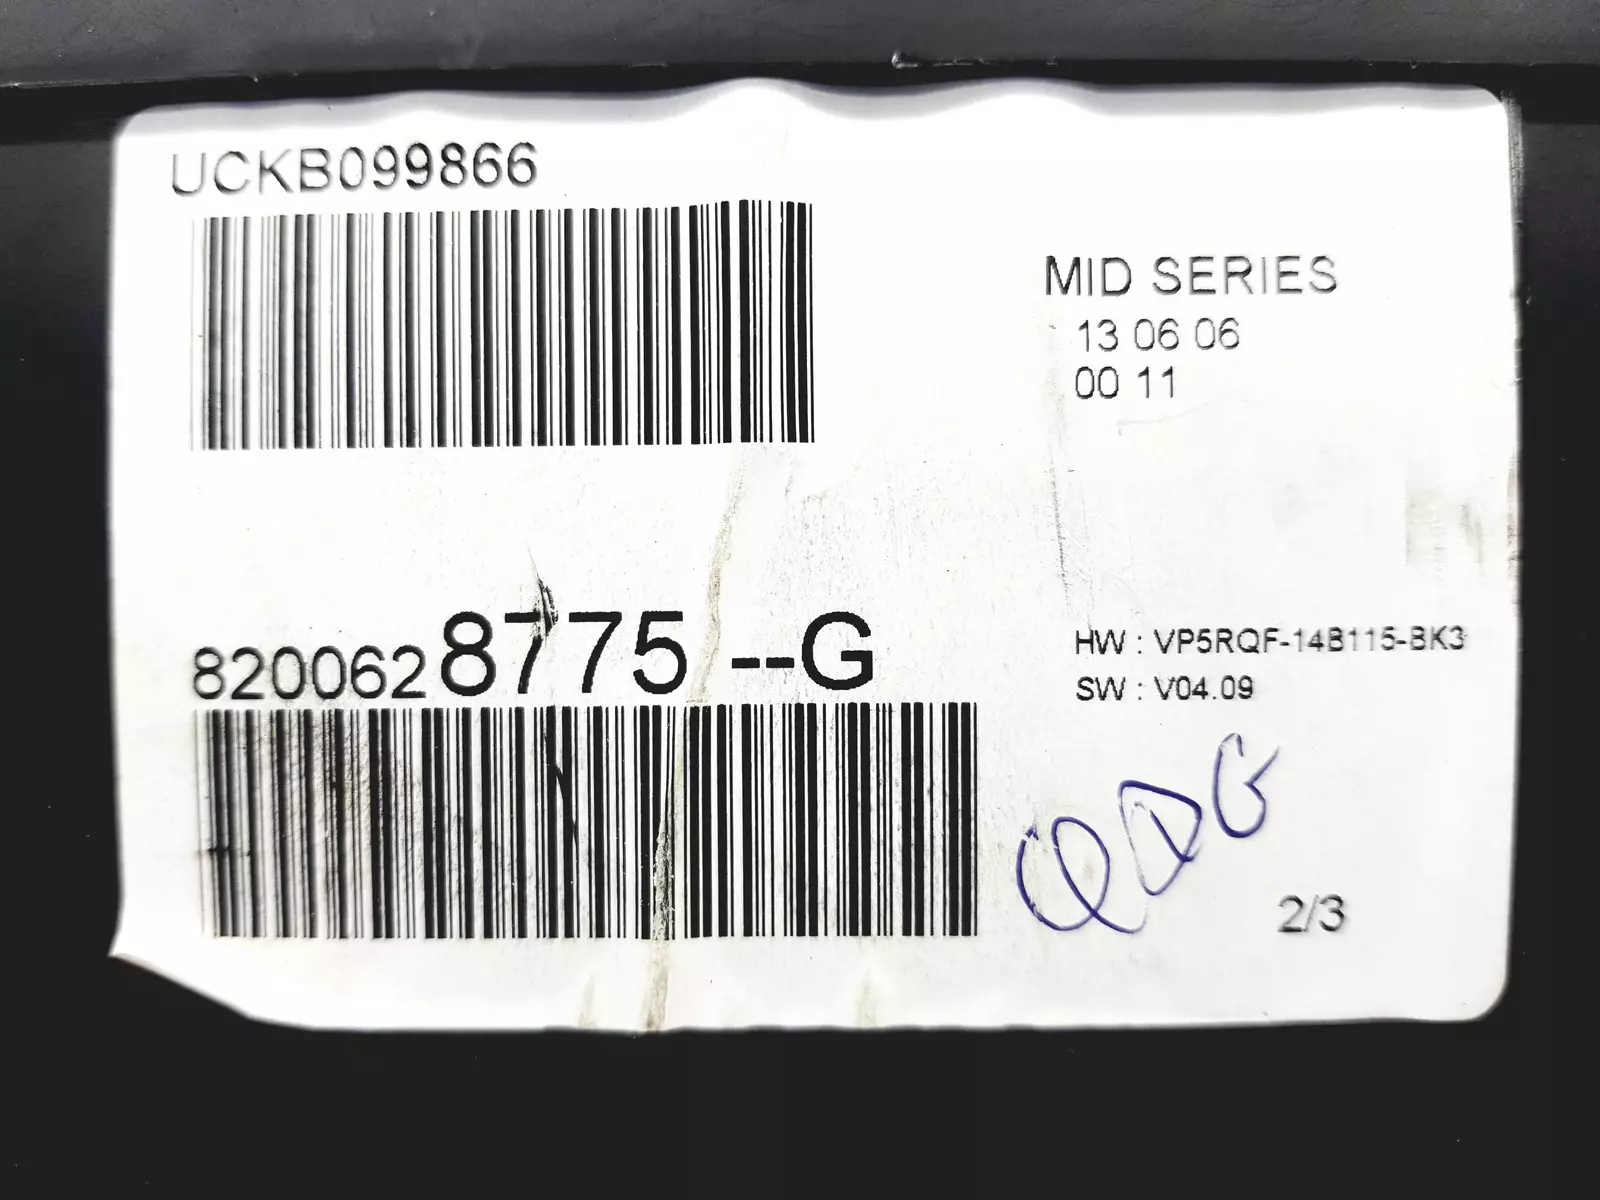 UCKB099866
MID SERIES
13 06 06
00 11
8200628775 --G
HW : VP5RQF-14B115-BK3
SW : V04.09
2/3